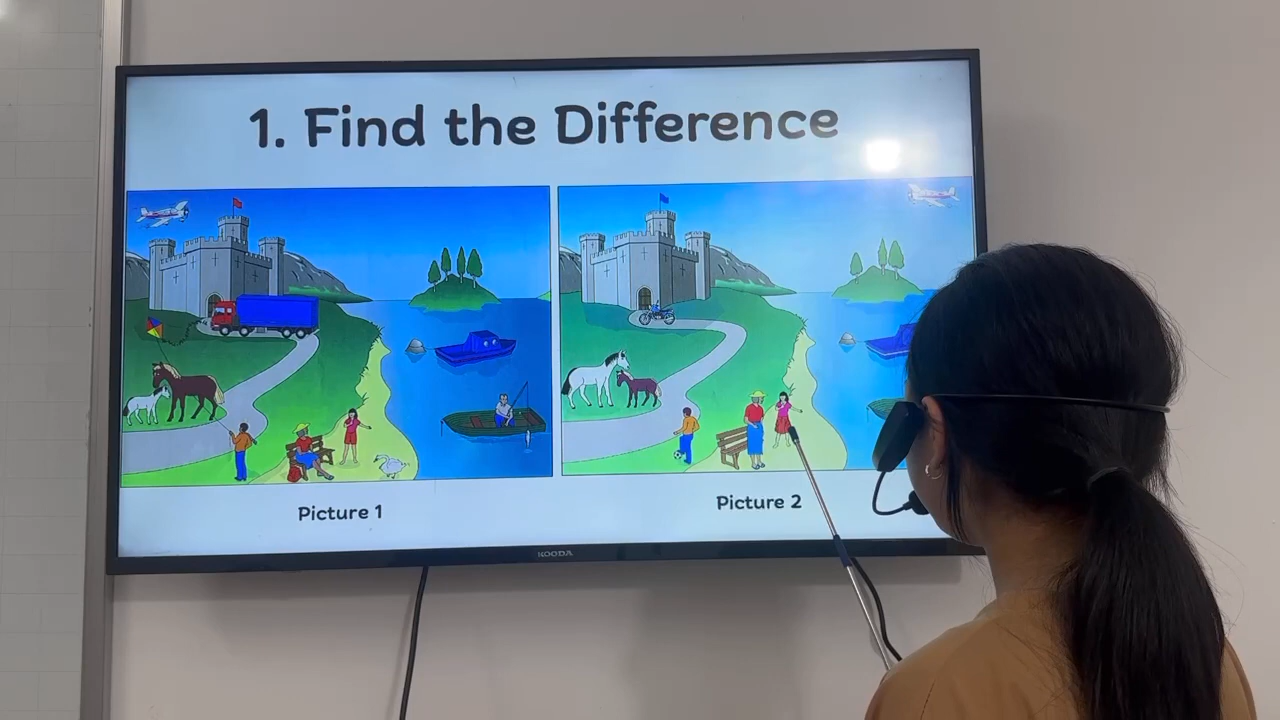 1. Find the Difference
Picture 1
Picture 2
KOODA